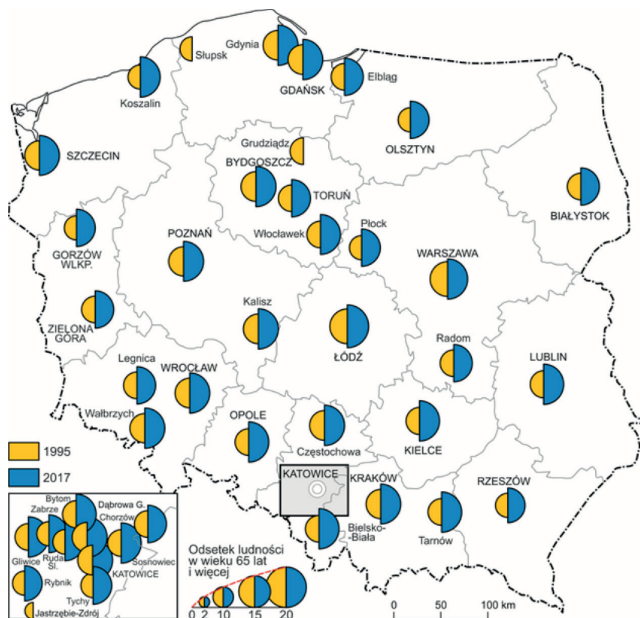 Gdynia
Słupsk
GDAŃSK
Elbląg
Koszalin
OLSZTYN
SZCZECIN
Grudziądz
BYDGOSZCZ
TORUŃ
BIAŁYSTOK
Włocławek
Płock
GORZÓW
WLKP.
POZNAŃ
WARSZAWA
ZIELONA
GÓRA
Kalisz
ŁÓDŹ
Radom
LUBLIN
Legnica
WROCŁAW
Wałbrzych
OPOLE
Częstochowa
KIELCE
1995
2017
KATOWICE
KRAKÓW
RZESZÓW
Bielsko-
-Biała
Tarnów
Bytom
Zabrze
Dąbrowa G.
Chorzów
Sosnowiec
Gliwice
Ruda
Śl.
KATOWICE
Rybnik
Tychy
Jastrzębie-Zdrój
Odsetek ludności
w wieku 65 lat
i więcej
0 2 10 15 20
0 50 100 km